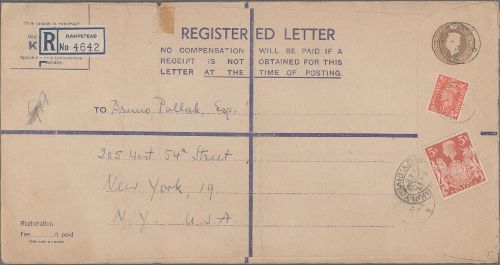 REGISTERED LETTER
R HAMPSTEAD
No 4642
NO COMPENSATION WILL BE PAID IF A
RECEIPT IS NOT OBTAINED FOR THIS
LETTER AT THE TIME OF POSTING.
TO Bruno Pollak, Esq.
205 West 54th Street
New York, 19
N.Y. U.S.A
Registration
Fee paid